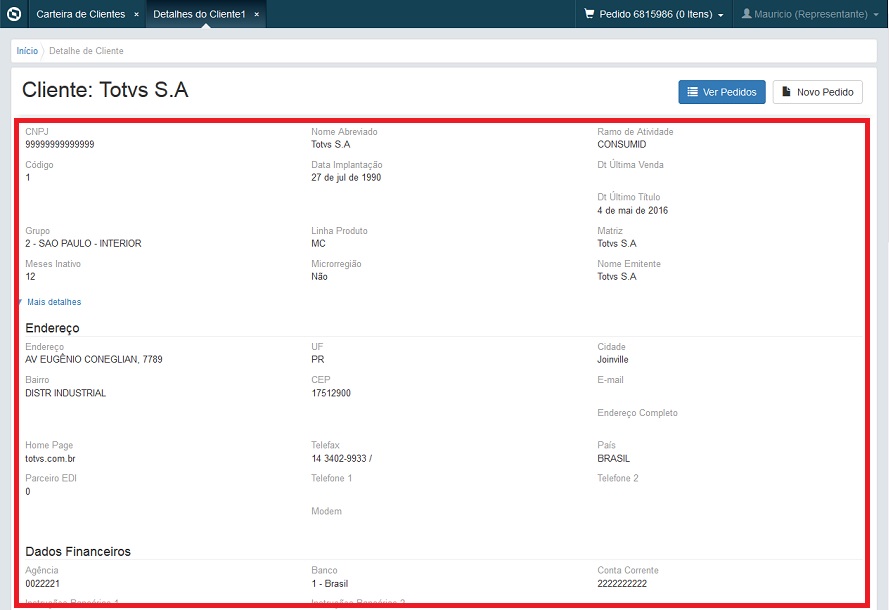 Carteira de Clientes × Detalhes do Cliente1 × Pedido 6815986 (0 Itens) Mauricio (Representante)
Início Detalhe de Cliente
Cliente: Totvs S.A Ver Pedidos Novo Pedido
CNPJ Nome Abreviado Ramo de Atividade
99999999999999 Totvs S.A CONSUMID
Código Data Implantação Dt Última Venda
1 27 de jul de 1990
Dt Último Título
4 de mai de 2016
Grupo Linha Produto Matriz
2 - SAO PAULO - INTERIOR MC Totvs S.A
Meses Inativo Microrregião Nome Emitente
12 Não Totvs S.A
Mais detalhes
Endereço
Endereço UF Cidade
AV EUGÊNIO CONEGLIAN, 7789 PR Joinville
Bairro CEP E-mail
DISTR INDUSTRIAL 17512900
Endereço Completo
Home Page Telefax País
totvs.com.br 14 3402-9933 / BRASIL
Parceiro EDI Telefone 1 Telefone 2
0
Modem
Dados Financeiros
Agência Banco Conta Corrente
0022221 1 - Brasil 2222222222
Instruções Bancárias 1 Instruções Bancárias 2